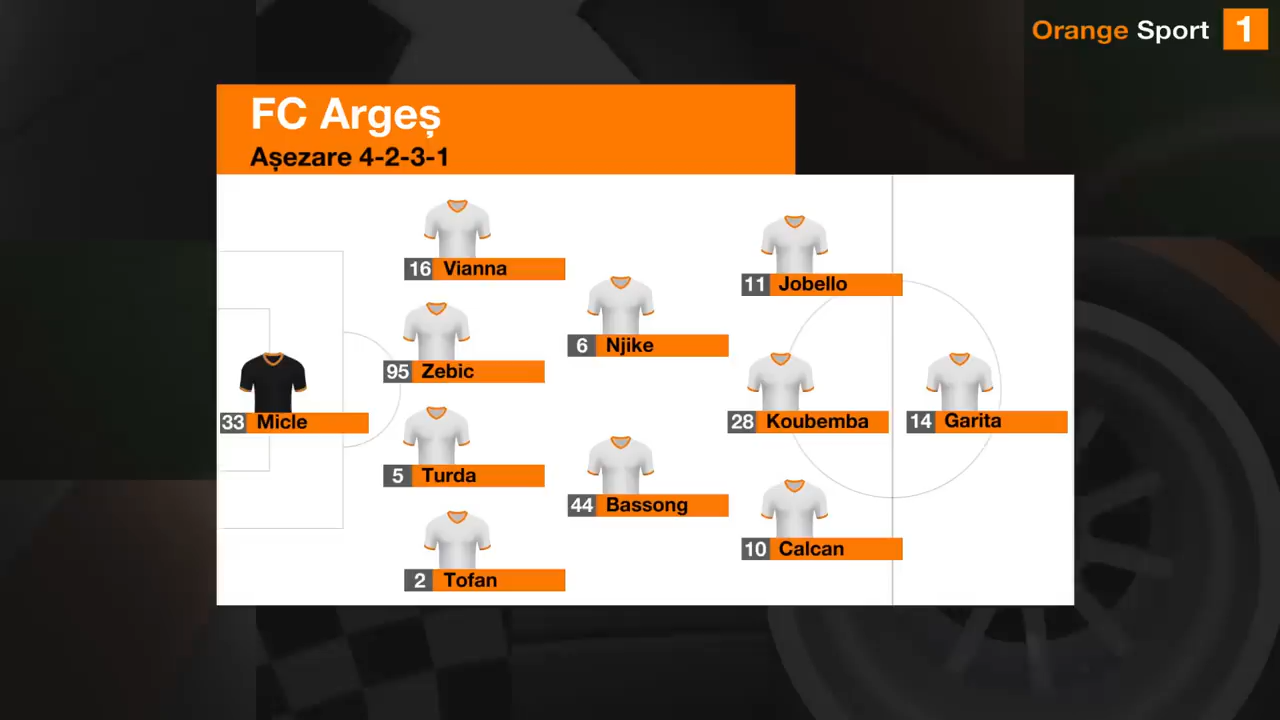 Orange Sport 1
FC Argeș
Așezare 4-2-3-1
16 Vianna
11 Jobello
6 Njike
95 Zebic
33 Micle
28 Koubemba
14 Garita
5 Turda
44 Bassong
10 Calcan
2 Tofan